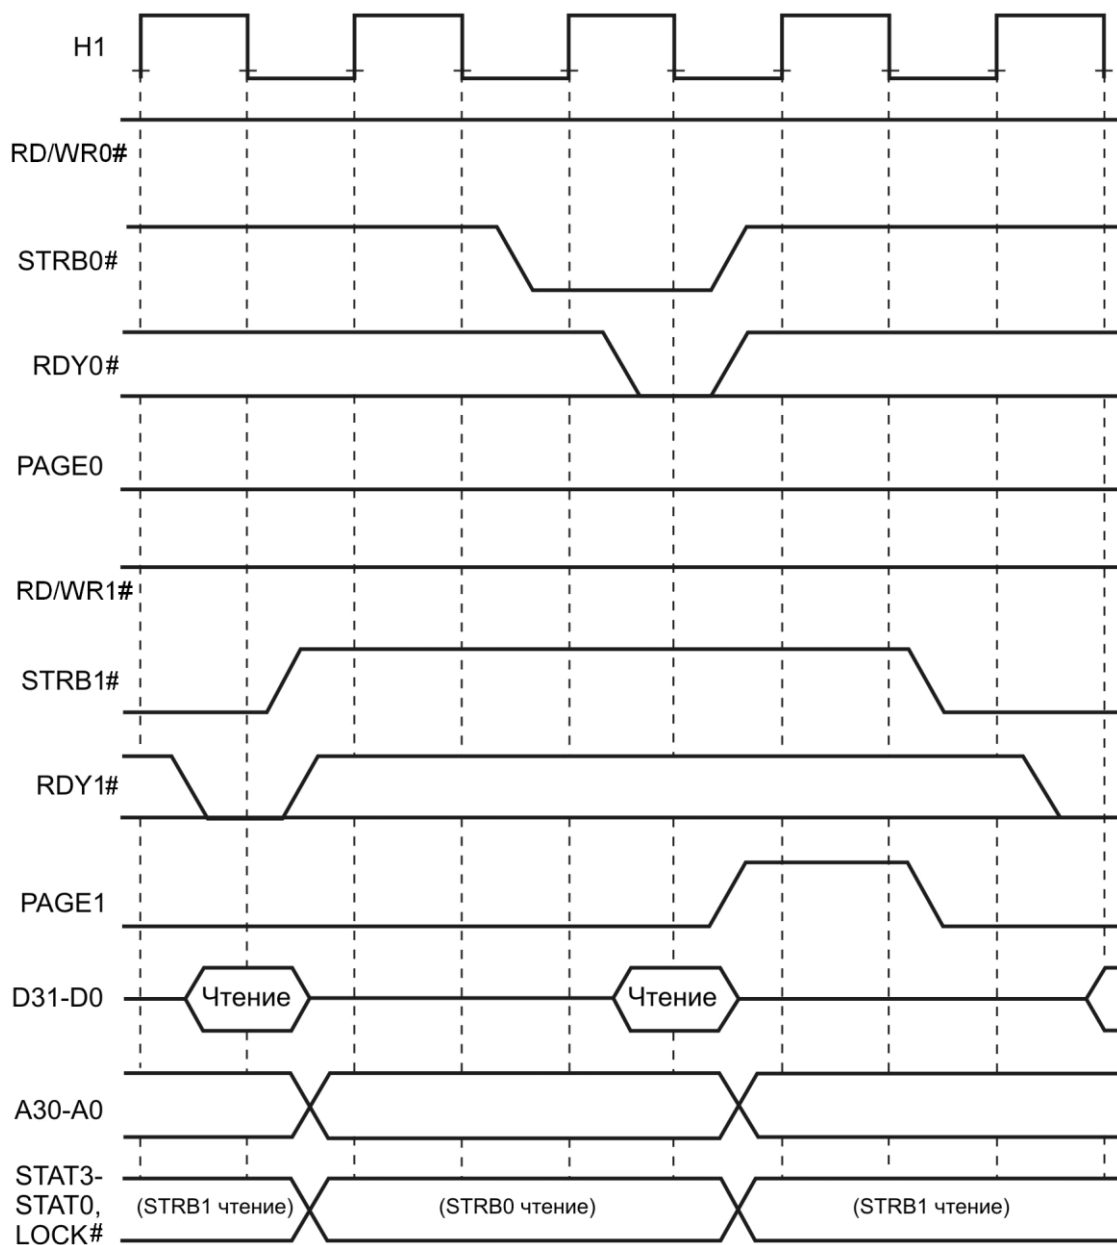 H1
RD/WR0#
STRB0#
RDY0#
PAGE0
RD/WR1#
STRB1#
RDY1#
PAGE1
D31-D0
Чтение
Чтение
A30-A0
STAT3-
STAT0,
LOCK#
(STRB1 чтение)
(STRB0 чтение)
(STRB1 чтение)